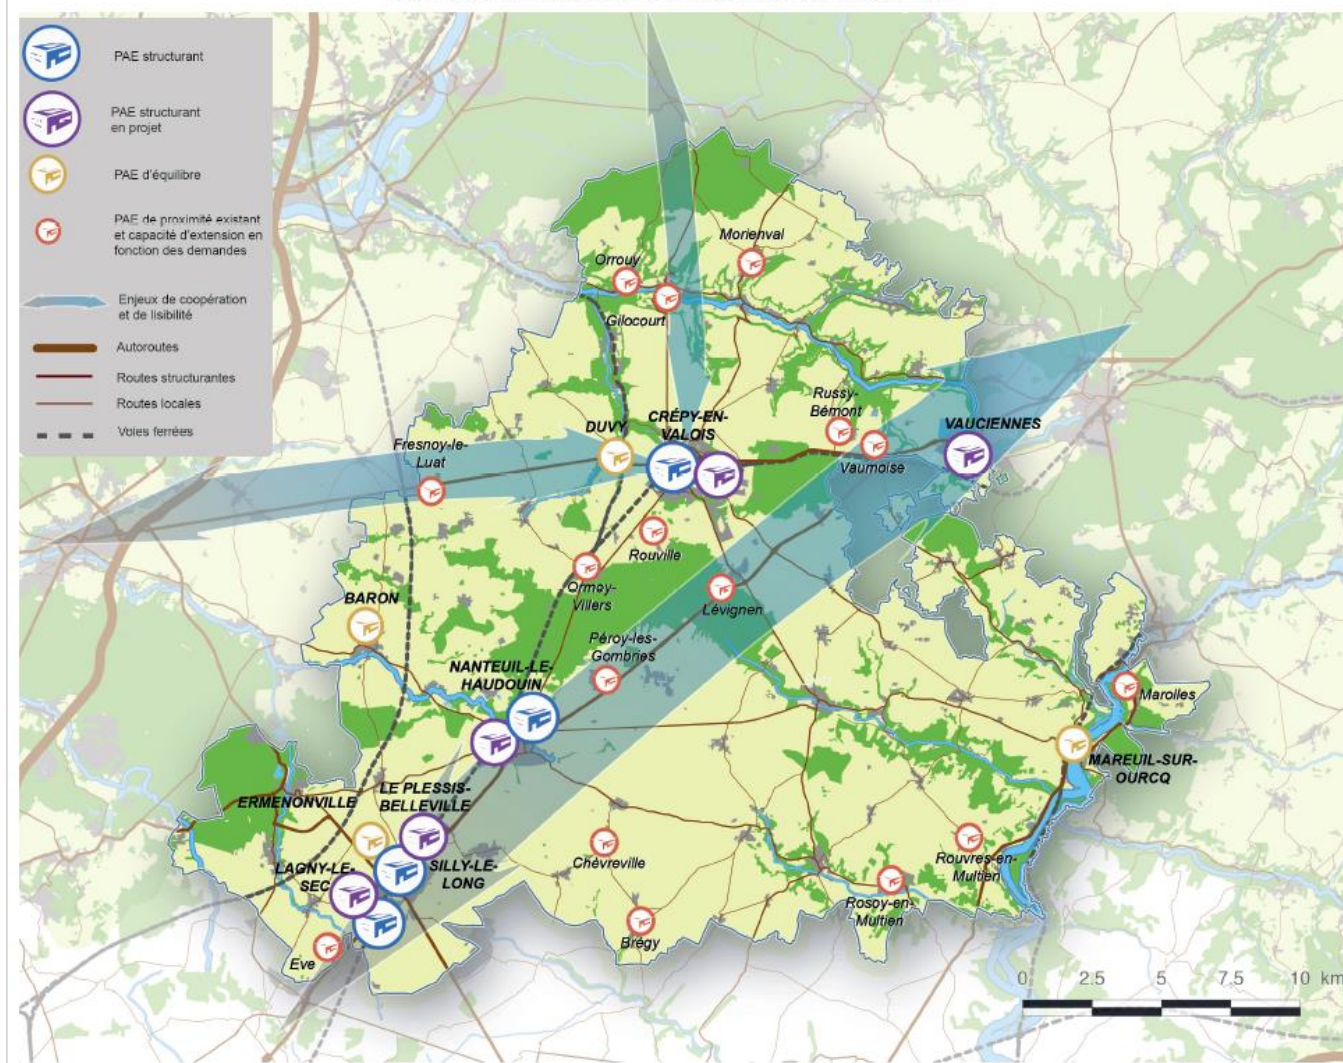 PAE structurant
PAE structurant
en projet
PAE d'équilibre
PAE de proximité existant
et capacité d'extension en
fonction des demandes
Enjeux de coopération
et de lisibilité
Autoroutes
Routes structurantes
Routes locales
Voies ferrées
Morienval
Orrouy
Gilocourt
Russy-
Bémont
CRÉPY-EN-
VALOIS
DUVY
VAUCIENNES
Fresnoy-le-
Luat
Vaumoise
Rouville
Ormoy-
Villers
Lévignen
BARON
Péroy-les-
Gombries
NANTEUIL-LE-
HAUDOUIN
Marolles
MAREUIL-SUR-
OURCQ
LE PLESSIS-
BELLEVILLE
ERMENONVILLE
Chèvreville
Rouvres-en-
Multien
LAGNY-LE-
SEC
SILLY-LE-
LONG
Rosoy-en-
Multien
Brégy
Eve
0 2.5 5 7.5 10 km